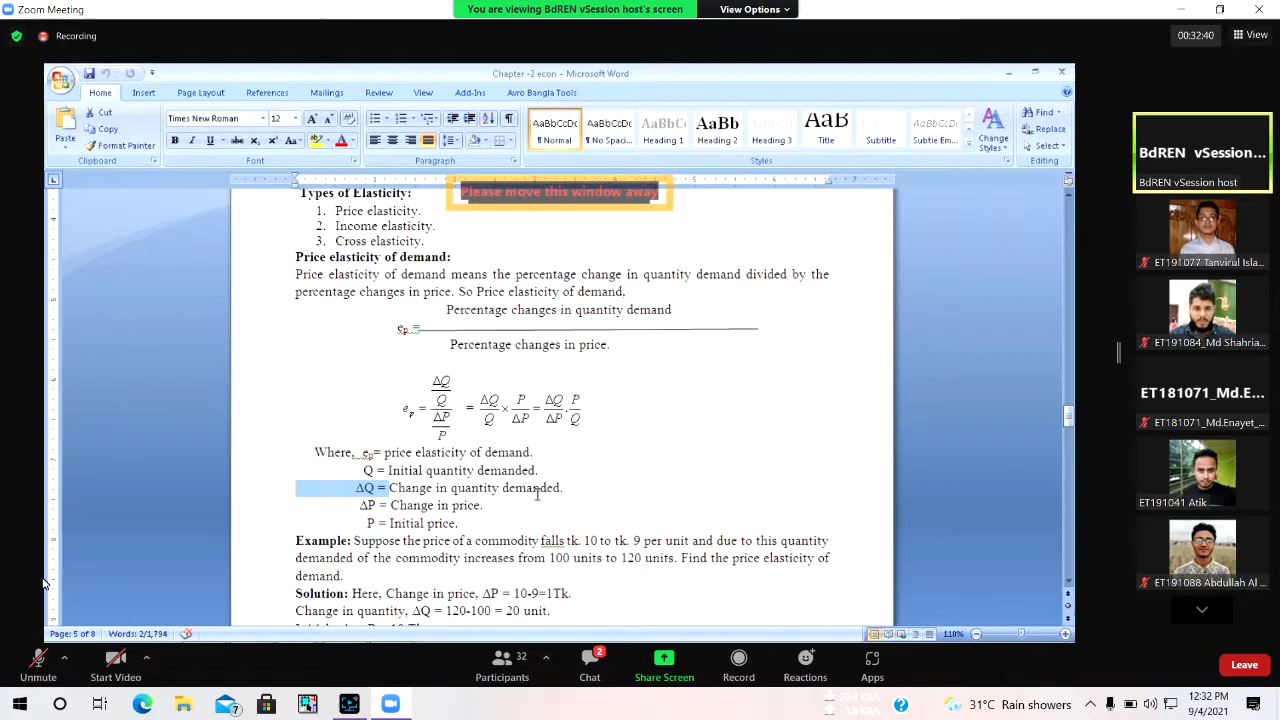 Zoom Meeting
You are viewing BdREN vSession host's screen
View Options
Recording
00:32:40
View
Chapter -2 econ - Microsoft Word
Home Insert Page Layout References Mailings Review View Add-Ins Avro Bangla Tools
Paste
Cut
Copy
Format Painter
Clipboard
Times New Roman 12
Font
Paragraph
AaBbCcDc AaBbCcDc AaBbCc AaBbCc AaB
¶ Normal ¶ No Spaci... Heading 1 Heading 2 Heading 3 Title Subtitle Subtle Em...
Change Styles
Styles
Find
Replace
Select
Editing
Please move this window away
Types of Elasticity:
1. Price elasticity.
2. Income elasticity.
3. Cross elasticity.
Price elasticity of demand:
Price elasticity of demand means the percentage change in quantity demand divided by the
percentage changes in price. So Price elasticity of demand,
Percentage changes in quantity demand
ep =
Percentage changes in price.
e_p = (ΔQ/Q)/(ΔP/P) = ΔQ/Q × P/ΔP = ΔQ/ΔP . P/Q
Where, ep= price elasticity of demand.
Q = Initial quantity demanded.
ΔQ = Change in quantity demanded.
ΔP = Change in price.
P = Initial price.
Example: Suppose the price of a commodity falls tk. 10 to tk. 9 per unit and due to this quantity
demanded of the commodity increases from 100 units to 120 units. Find the price elasticity of
demand.
Solution: Here, Change in price, ΔP = 10-9=1Tk.
Change in quantity, ΔQ = 120-100 = 20 unit.
Page: 5 of 8 Words: 2/1,794 110%
BdREN vSession...
BdREN vSession host
ET191077 Tanvirul Isla...
ET191084_Md Shahria...
ET181071_Md.E...
ET181071_Md.Enayet_...
ET191041 Atik
ET191088 Abdullah Al ...
Unmute
Start Video
32
Participants
2
Chat
Share Screen
Record
Reactions
Apps
Leave
7
31°C Rain showers
12:32 PM
9/4/2021